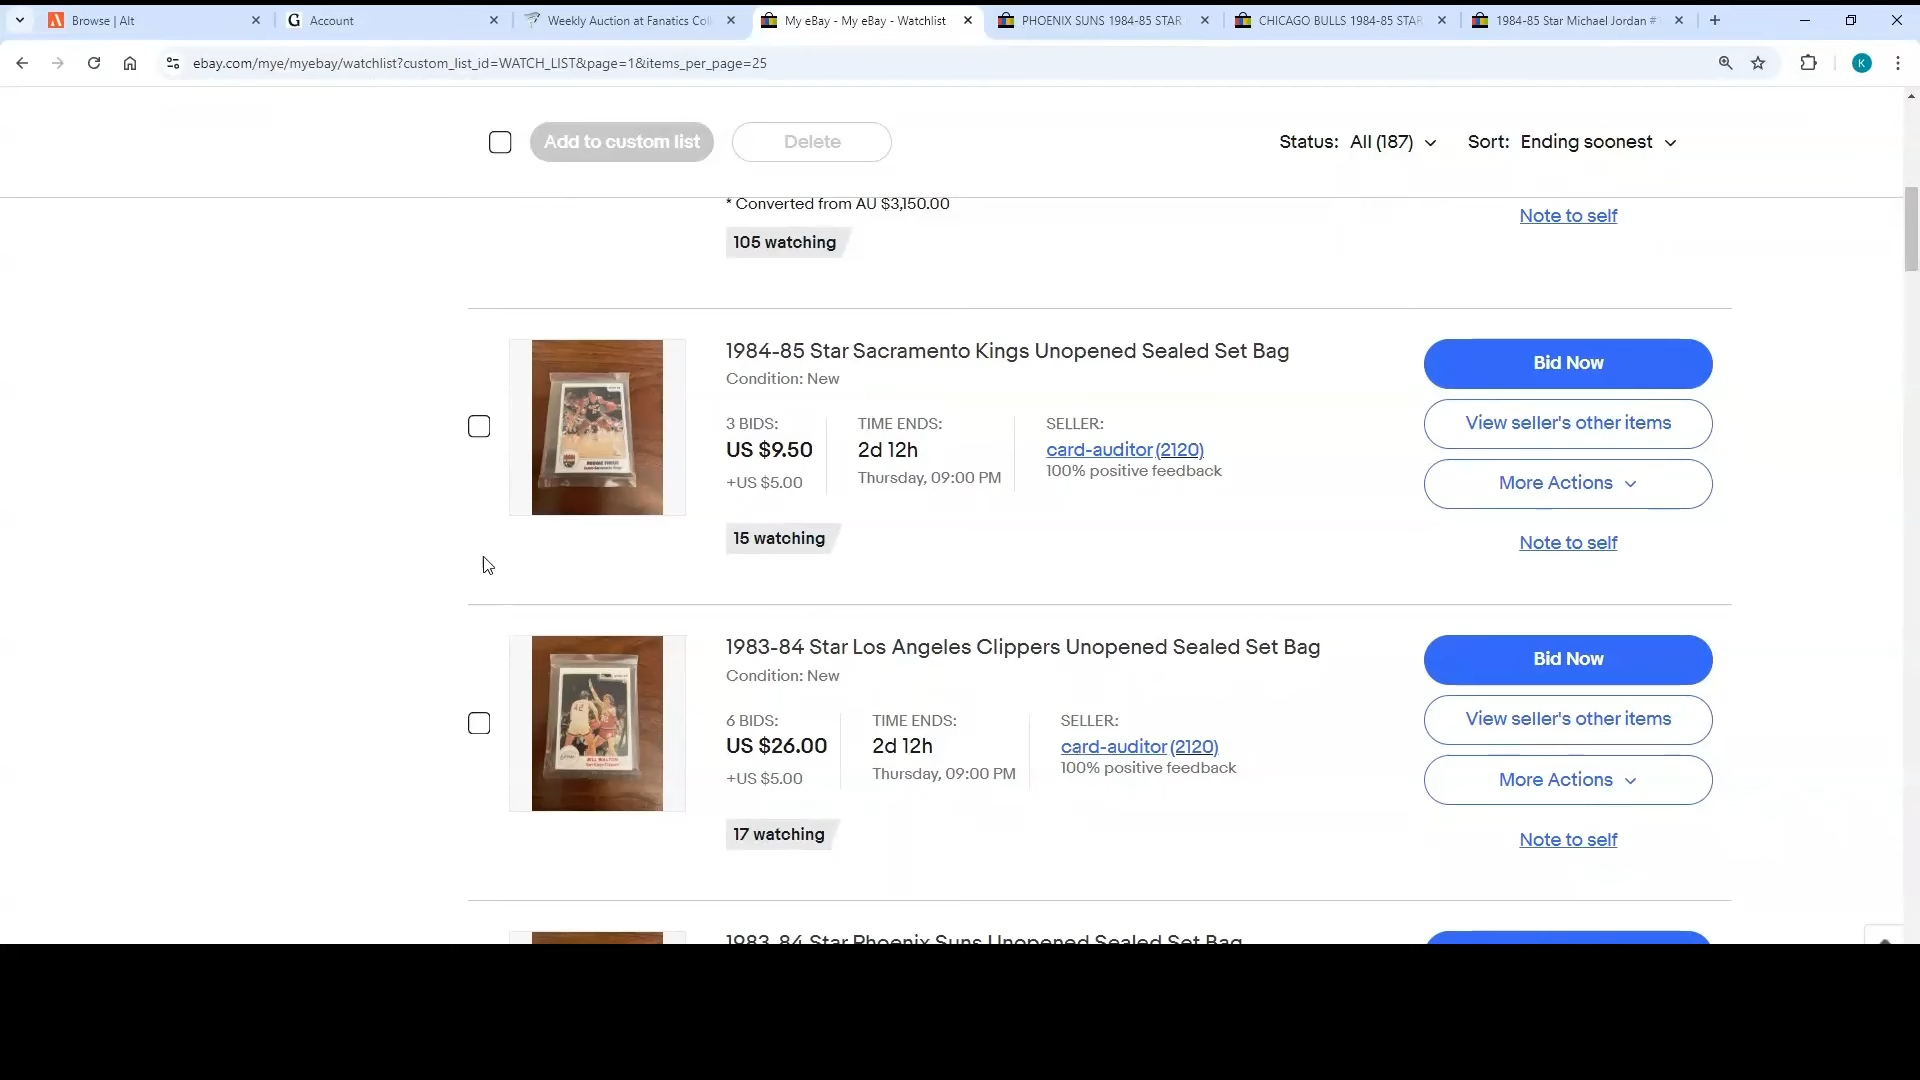 Browse | Alt
G Account
Weekly Auction at Fanatics Col
My eBay - My eBay - Watchlist
PHOENIX SUNS 1984-85 STAR
CHICAGO BULLS 1984-85 STAR
1984-85 Star Michael Jordan #
ebay.com/mye/myebay/watchlist?custom_list_id=WATCH_LIST&page=1&items_per_page=25
K
Add to custom list
Delete
Status: All (187)
Sort: Ending soonest
* Converted from AU $3,150.00
Note to self
105 watching
1984-85 Star Sacramento Kings Unopened Sealed Set Bag
Condition: New
3 BIDS:
US $9.50
+US $5.00
TIME ENDS:
2d 12h
Thursday, 09:00 PM
SELLER:
card-auditor (2120)
100% positive feedback
15 watching
Bid Now
View seller's other items
More Actions
Note to self
1983-84 Star Los Angeles Clippers Unopened Sealed Set Bag
Condition: New
6 BIDS:
US $26.00
+US $5.00
TIME ENDS:
2d 12h
Thursday, 09:00 PM
SELLER:
card-auditor (2120)
100% positive feedback
17 watching
Bid Now
View seller's other items
More Actions
Note to self
BILL WALTON
1983-84 Star Phoenix Suns Unopened Sealed Set Bag